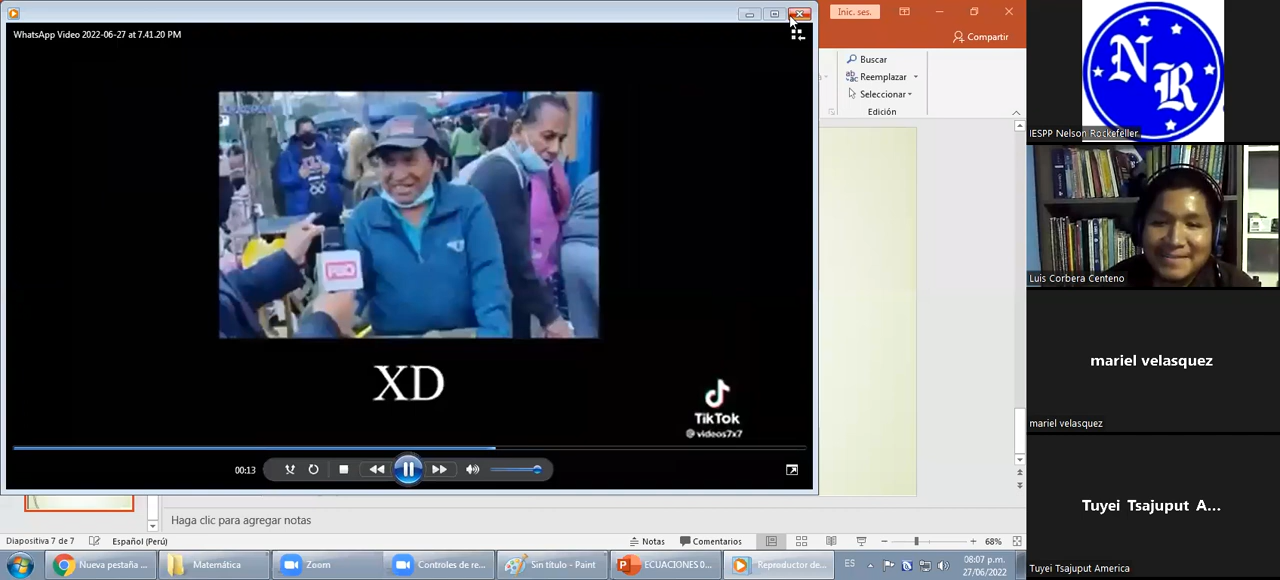 WhatsApp Video 2022-06-27 at 7.41.20 PM
XD
TikTok
@videos7x7
00:13
Inic. ses.
Compartir
Buscar
Reemplazar
Seleccionar
Edición
N R
IESPP Nelson Rockefeller
Luis Corbera Centeno
mariel velasquez
mariel velasquez
Tuyei Tsajuput A...
Tuyei Tsajuput America
Haga clic para agregar notas
Diapositiva 7 de 7
Español (Perú)
Notas
Comentarios
68%
Nueva pestaña ...
Matemática
Zoom
Controles de re...
Sin título - Paint
ECUACIONES 0...
Reproductor de...
ES
08:07 p.m.
27/06/2022